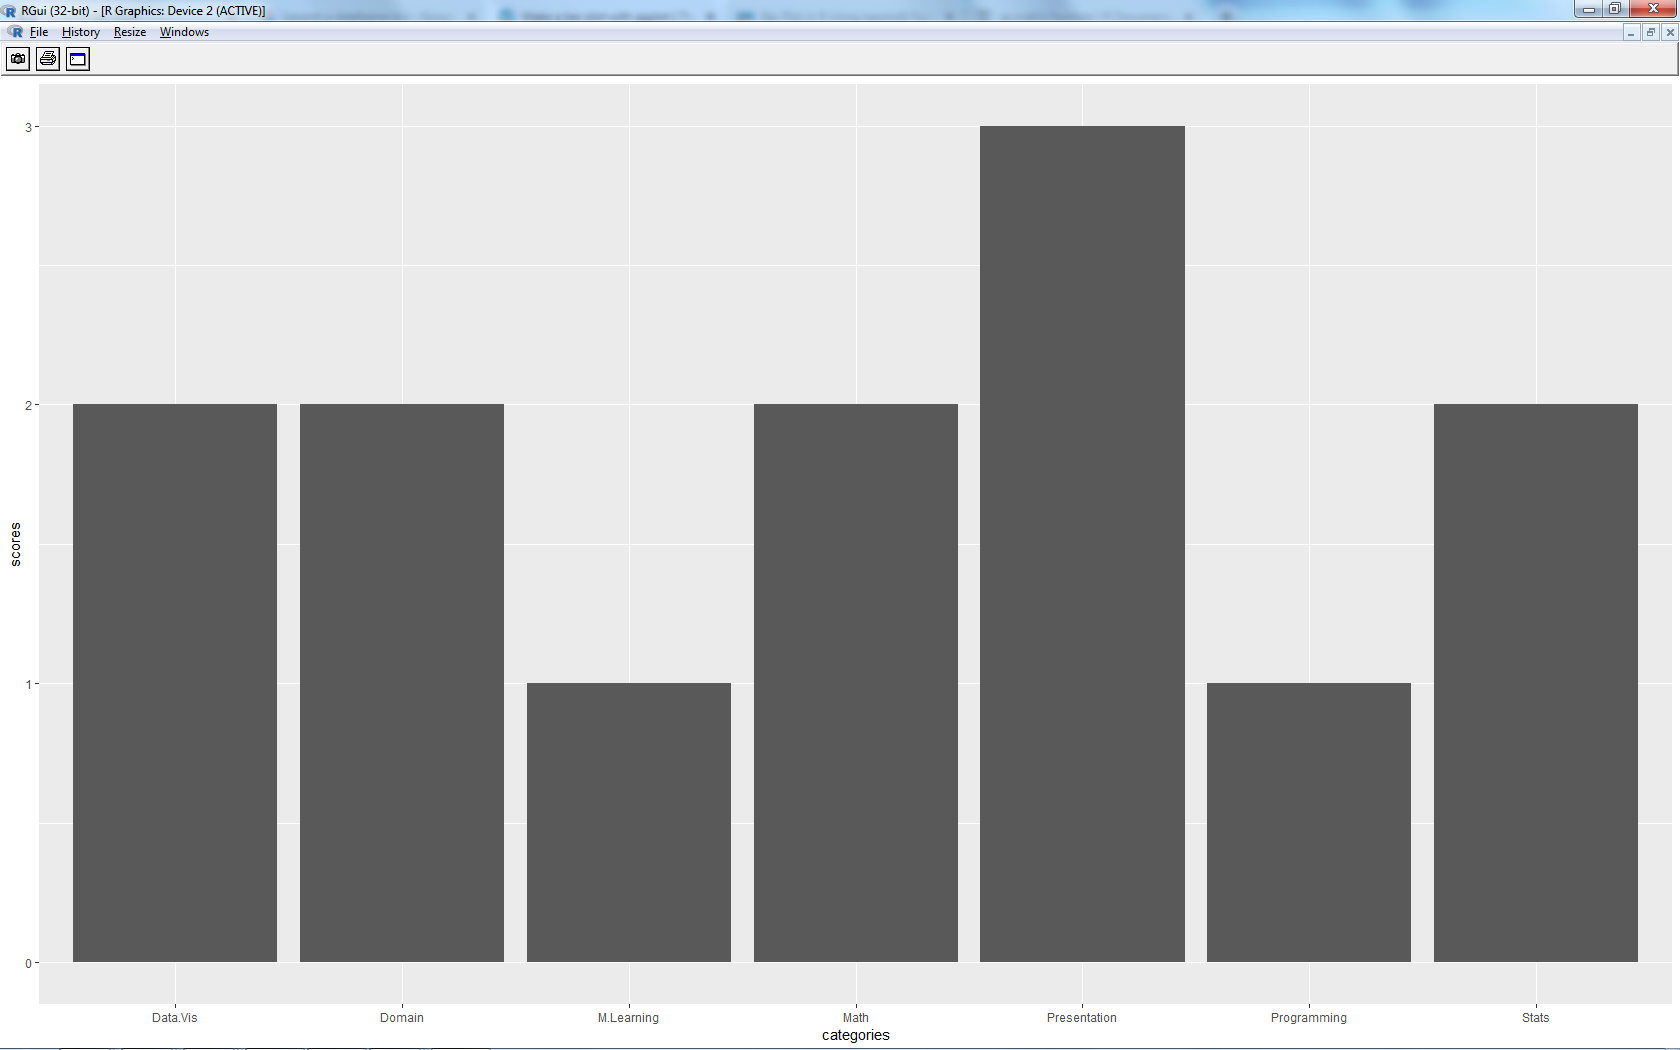 RGui (32-bit) - [R Graphics: Device 2 (ACTIVE)]
File History Resize Windows
3
2
1
0
scores
Data.Vis Domain M.Learning Math Presentation Programming Stats
categories